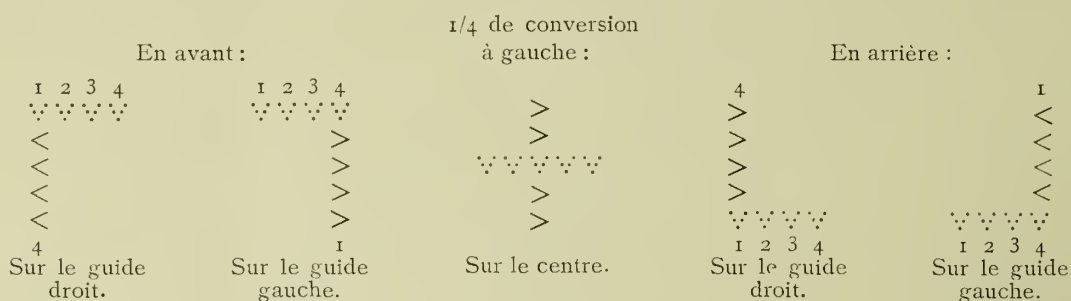 1/4 de conversion
En avant : à gauche : En arrière :
1 2 3 4 1 2 3 4 4 1
4 1 1 2 3 4 1 2 3 4
Sur le guide Sur le guide Sur le centre. Sur le guide Sur le guide
droit. gauche. droit. gauche.